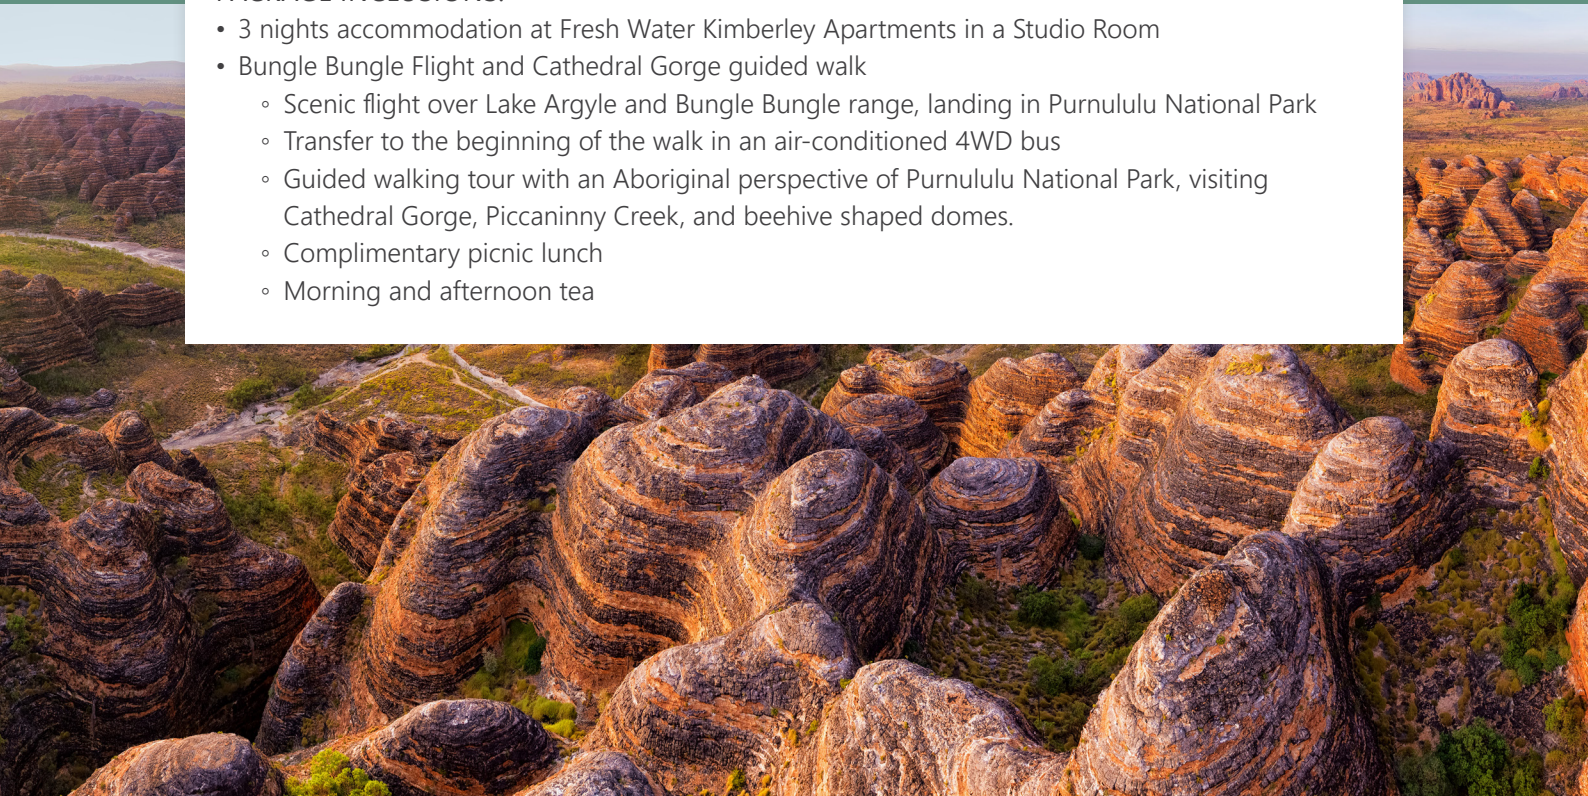 • 3 nights accommodation at Fresh Water Kimberley Apartments in a Studio Room
• Bungle Bungle Flight and Cathedral Gorge guided walk
◦ Scenic flight over Lake Argyle and Bungle Bungle range, landing in Purnululu National Park
◦ Transfer to the beginning of the walk in an air-conditioned 4WD bus
◦ Guided walking tour with an Aboriginal perspective of Purnululu National Park, visiting
Cathedral Gorge, Piccaninny Creek, and beehive shaped domes.
◦ Complimentary picnic lunch
◦ Morning and afternoon tea